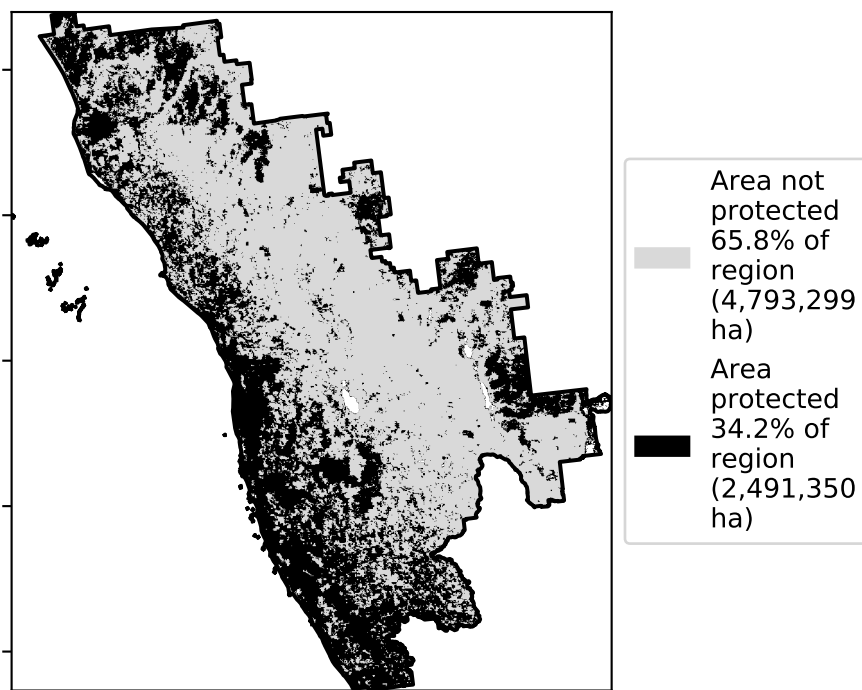 Area not
protected
65.8% of
region
(4,793,299
ha)
Area
protected
34.2% of
region
(2,491,350
ha)